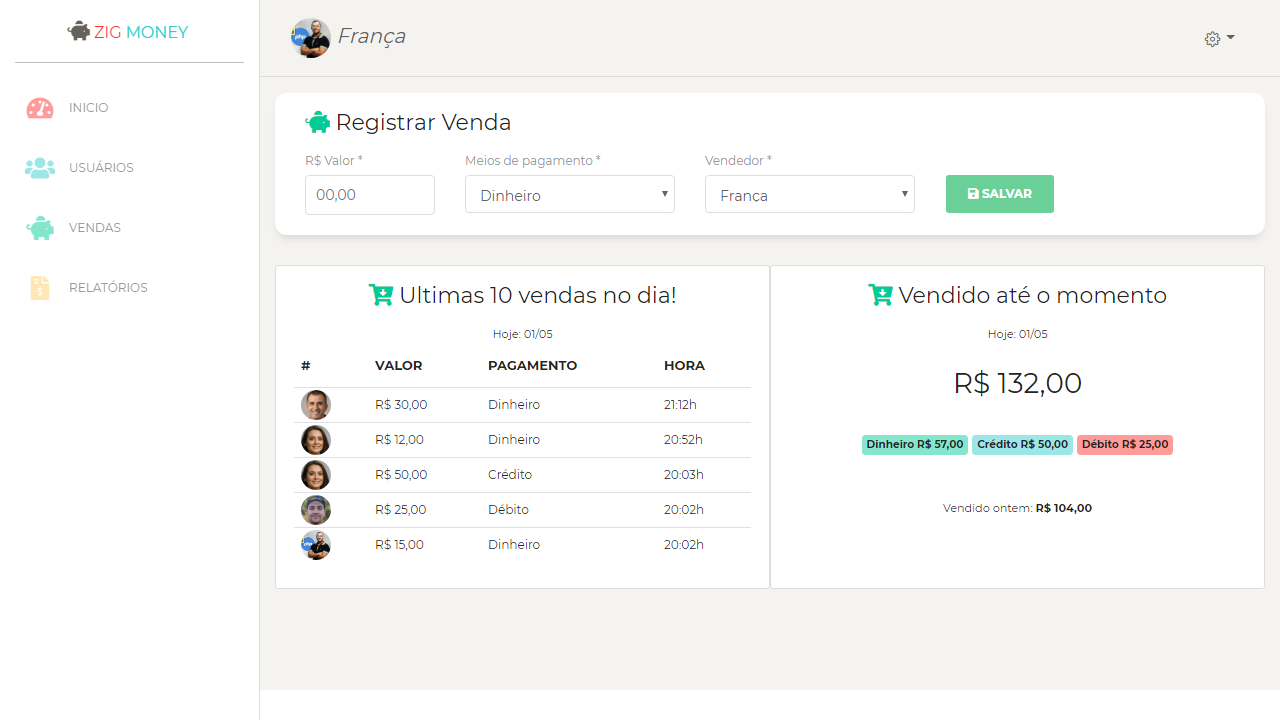 ZIG MONEY
França
INICIO
USUÁRIOS
VENDAS
RELATÓRIOS
Registrar Venda
R$ Valor * Meios de pagamento * Vendedor *
00,00 Dinheiro França SALVAR
Ultimas 10 vendas no dia!
Hoje: 01/05
# VALOR PAGAMENTO HORA
R$ 30,00 Dinheiro 21:12h
R$ 12,00 Dinheiro 20:52h
R$ 50,00 Crédito 20:03h
R$ 25,00 Débito 20:02h
php R$ 15,00 Dinheiro 20:02h
Vendido até o momento
Hoje: 01/05
R$ 132,00
Dinheiro R$ 57,00 Crédito R$ 50,00 Débito R$ 25,00
Vendido ontem: R$ 104,00